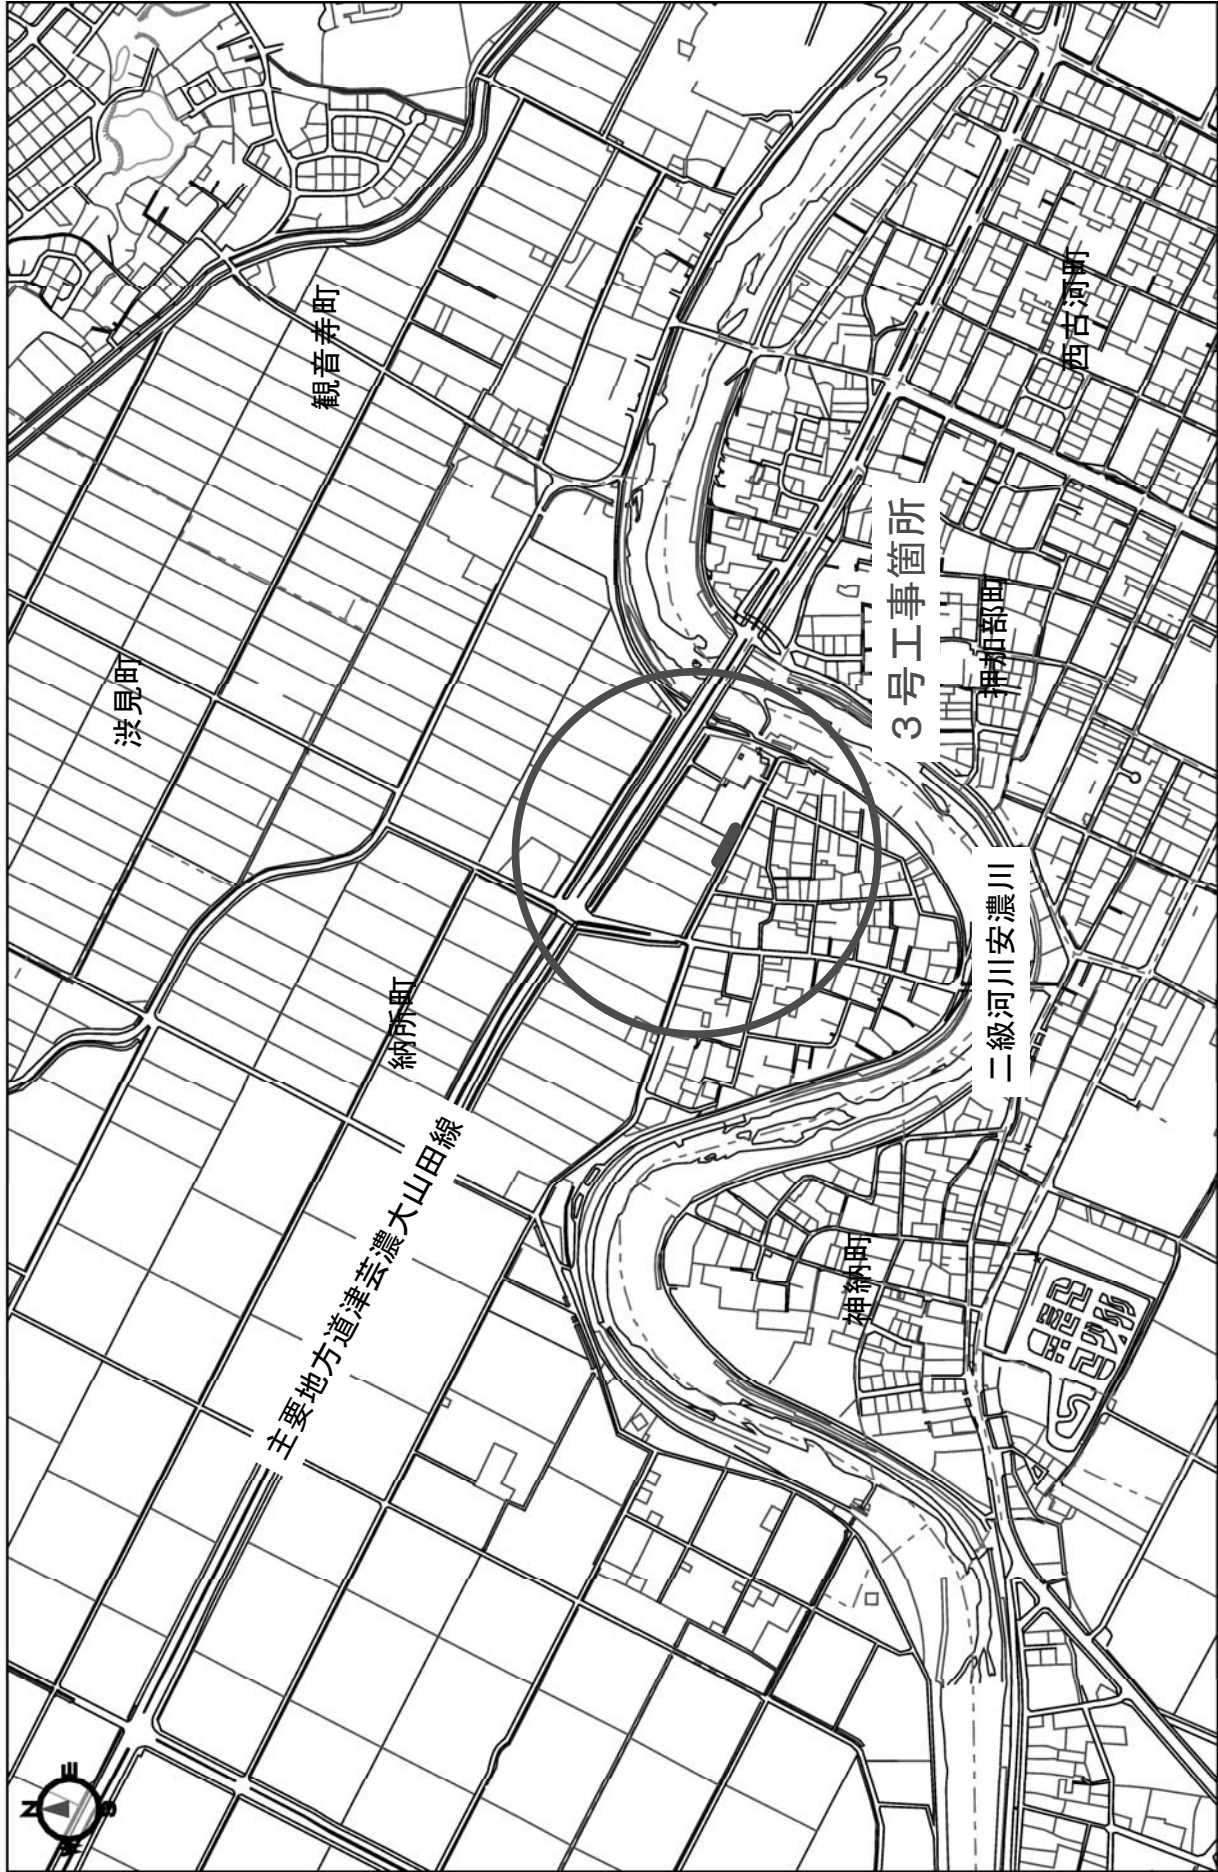 観音寺町
渋見町
西古河町
3号工事箇所
押加部町
納所町
二級河川安濃川
主要地方道津芸濃大山田線
神納町
N
E
S
W